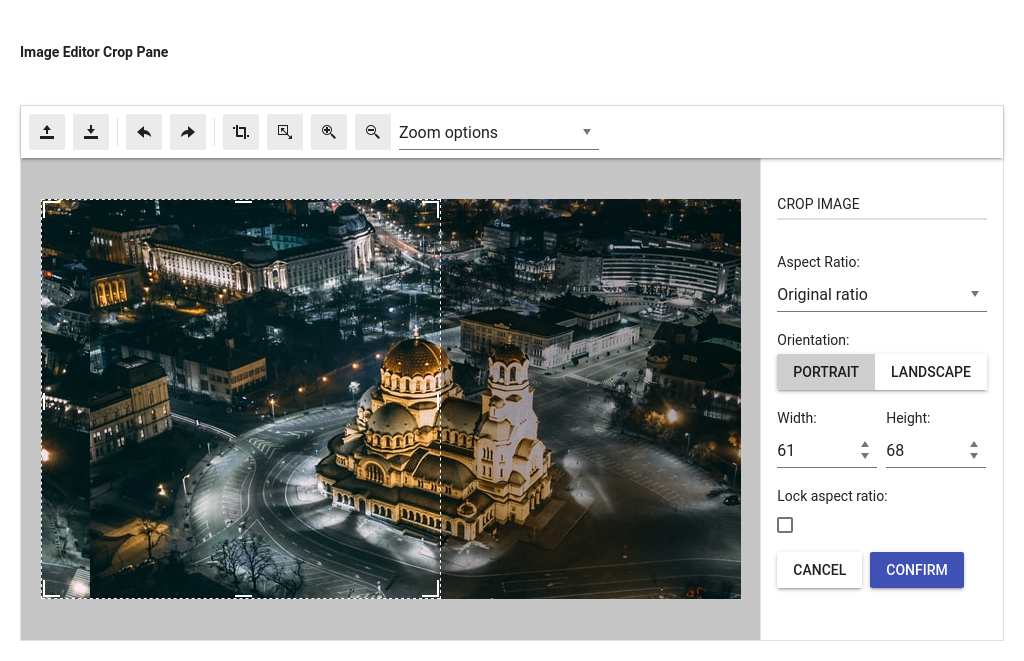 Image Editor Crop Pane
Zoom options
CROP IMAGE
Aspect Ratio:
Original ratio
Orientation:
PORTRAIT LANDSCAPE
Width: Height:
61 68
Lock aspect ratio:
CANCEL CONFIRM